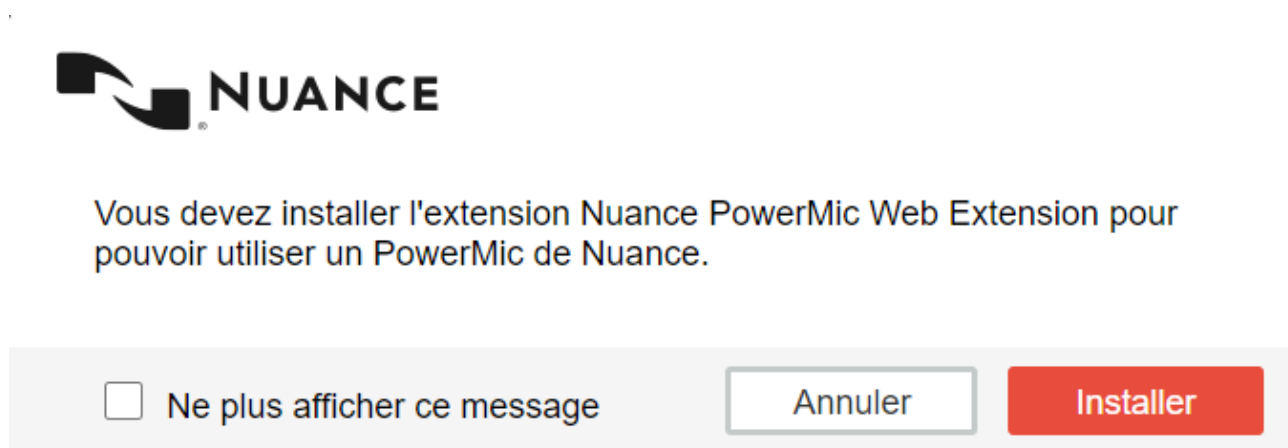 NUANCE
Vous devez installer l'extension Nuance PowerMic Web Extension pour
pouvoir utiliser un PowerMic de Nuance.
Ne plus afficher ce message
Annuler
Installer